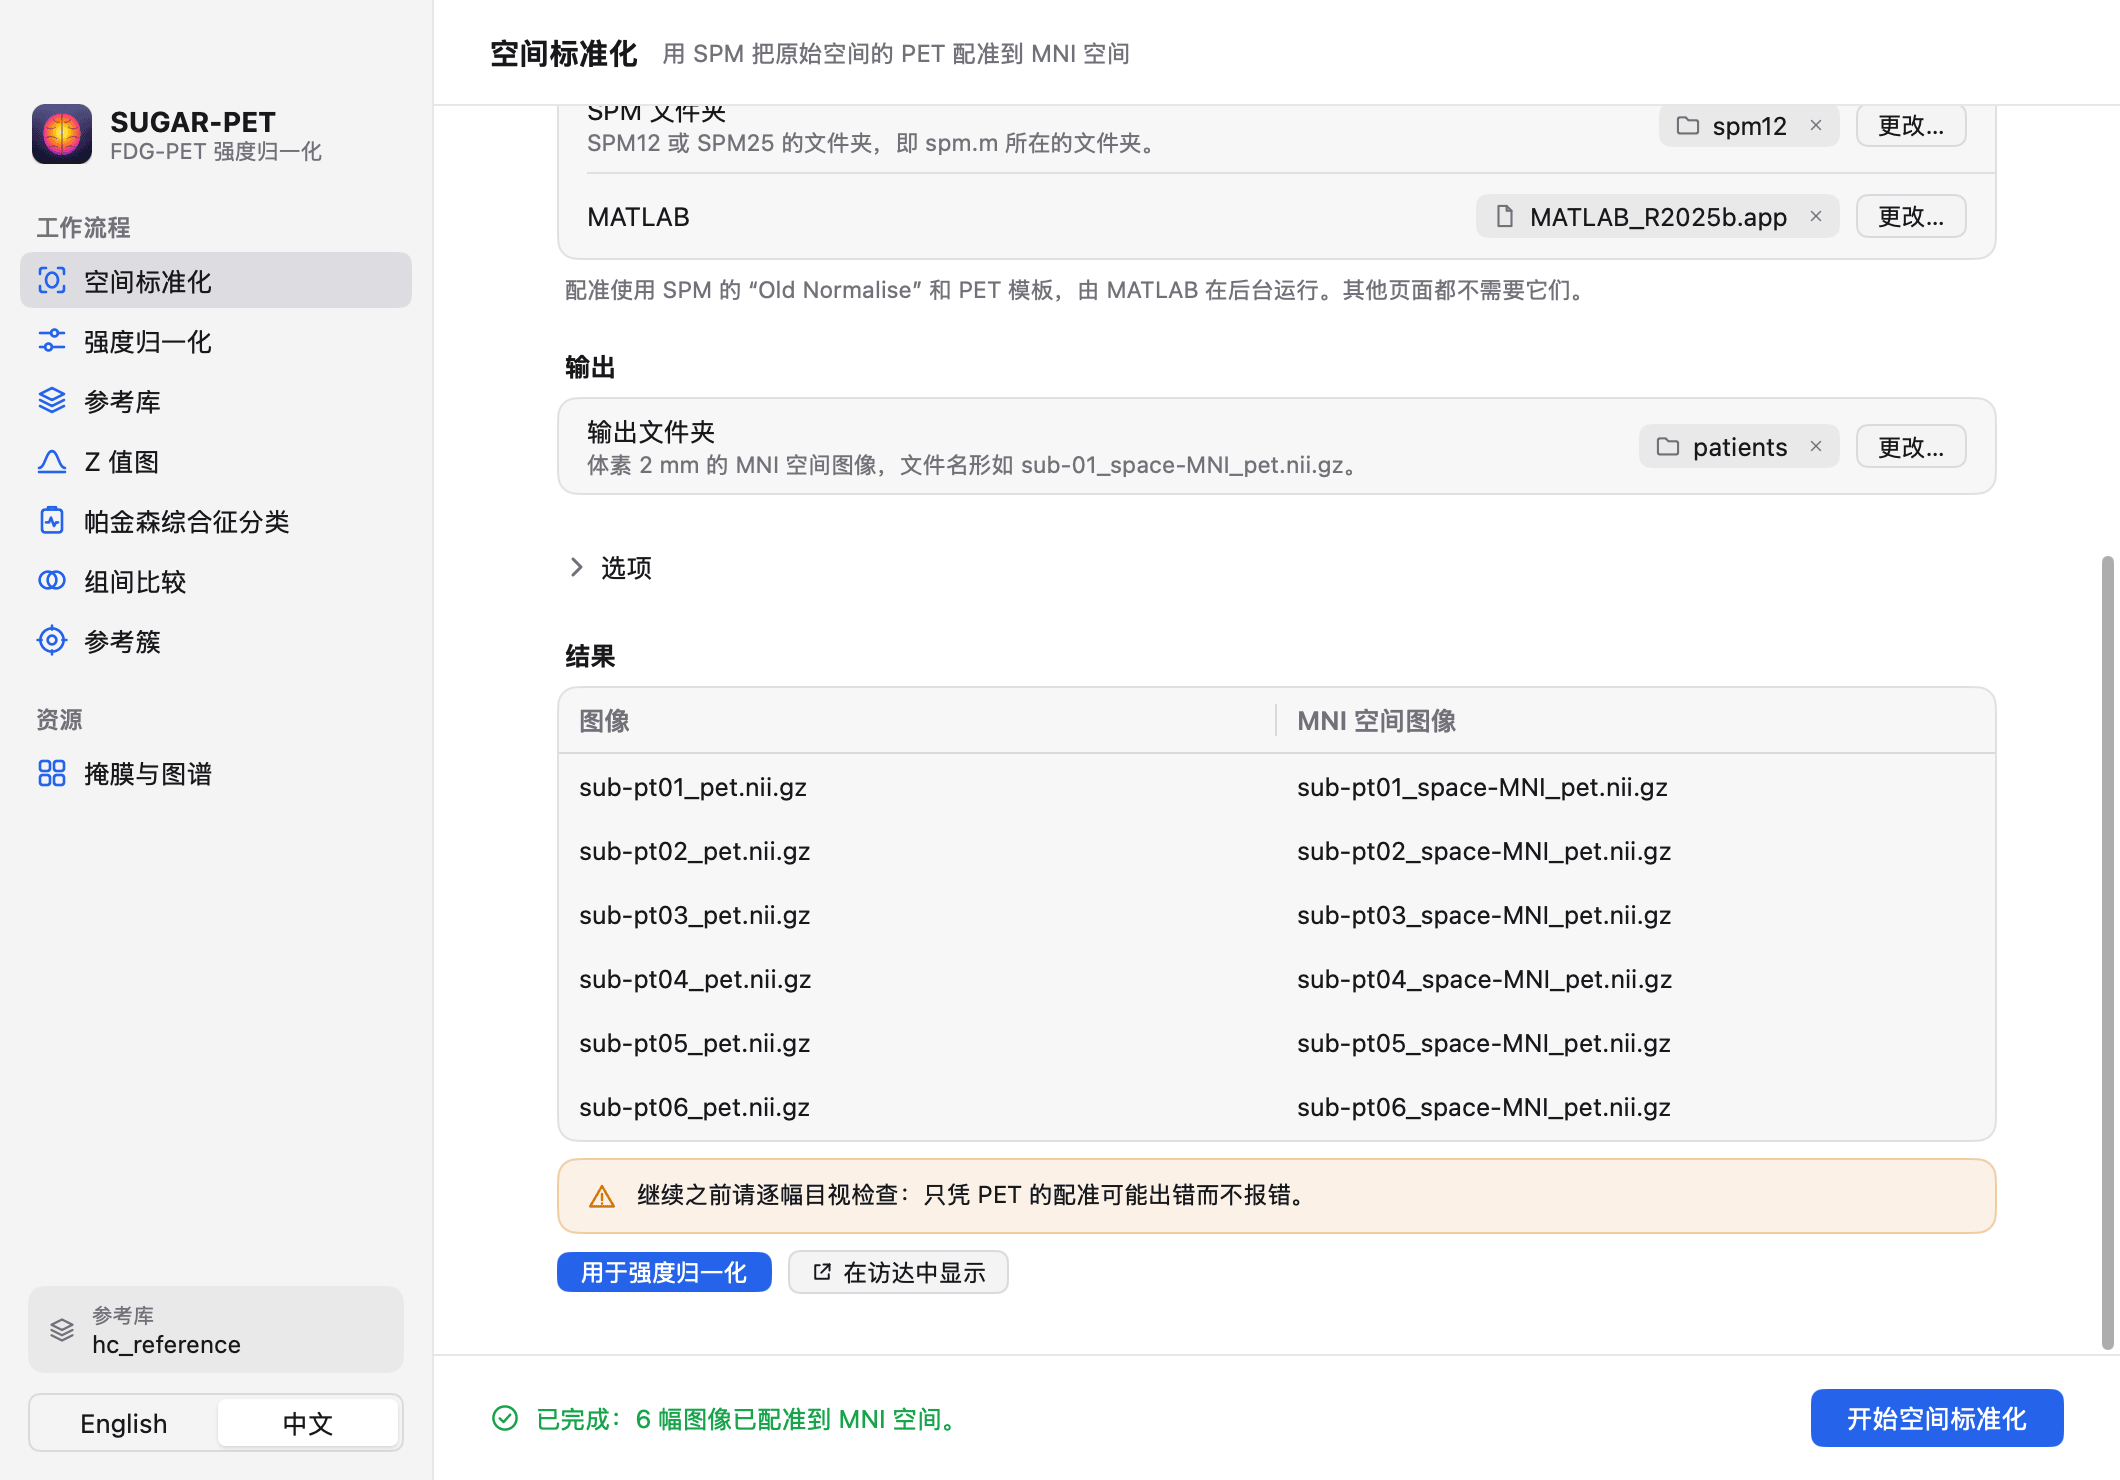 SUGAR-PET
FDG-PET 强度归一化
工作流程
空间标准化
强度归一化
参考库
Z 值图
帕金森综合征分类
组间比较
参考簇
资源
掩膜与图谱
参考库
hc_reference
English
中文
空间标准化 用 SPM 把原始空间的 PET 配准到 MNI 空间
SPM 文件夹
SPM12 或 SPM25 的文件夹，即 spm.m 所在的文件夹。
spm12 ×
更改...
MATLAB
MATLAB_R2025b.app ×
更改...
配准使用 SPM 的 “Old Normalise” 和 PET 模板，由 MATLAB 在后台运行。其他页面都不需要它们。
输出
输出文件夹
体素 2 mm 的 MNI 空间图像，文件名形如 sub-01_space-MNI_pet.nii.gz。
patients ×
更改...
选项
结果
图像 MNI 空间图像
sub-pt01_pet.nii.gz sub-pt01_space-MNI_pet.nii.gz
sub-pt02_pet.nii.gz sub-pt02_space-MNI_pet.nii.gz
sub-pt03_pet.nii.gz sub-pt03_space-MNI_pet.nii.gz
sub-pt04_pet.nii.gz sub-pt04_space-MNI_pet.nii.gz
sub-pt05_pet.nii.gz sub-pt05_space-MNI_pet.nii.gz
sub-pt06_pet.nii.gz sub-pt06_space-MNI_pet.nii.gz
继续之前请逐幅目视检查：只凭 PET 的配准可能出错而不报错。
用于强度归一化
在访达中显示
已完成：6 幅图像已配准到 MNI 空间。
开始空间标准化